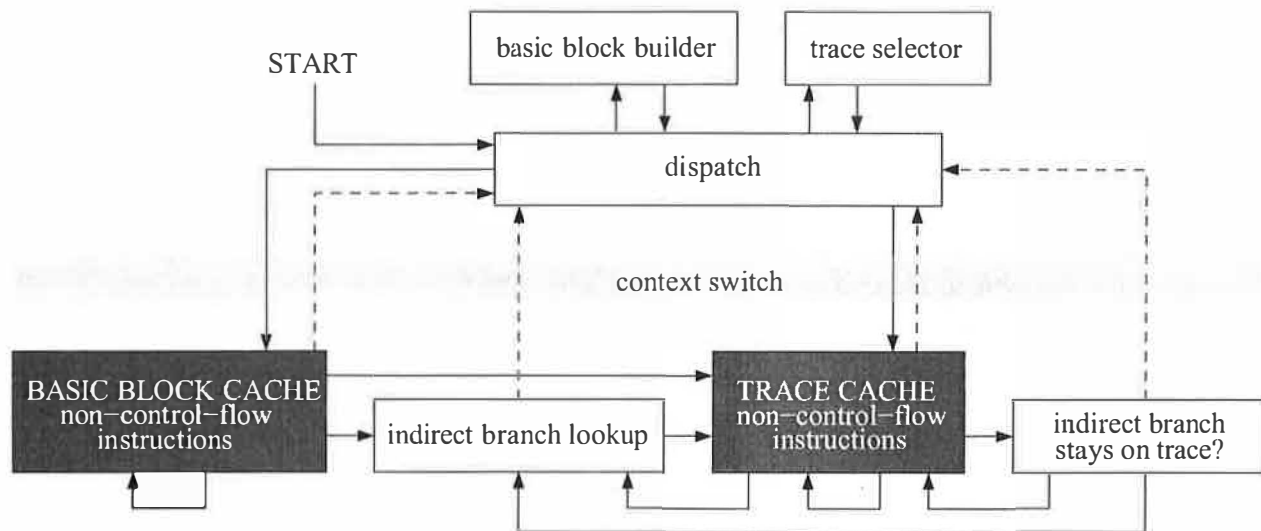 basic block builder
trace selector
START
dispatch
context switch
BASIC BLOCK CACHE
non–control–flow
instructions
indirect branch lookup
TRACE CACHE
non–control–flow
instructions
indirect branch
stays on trace?